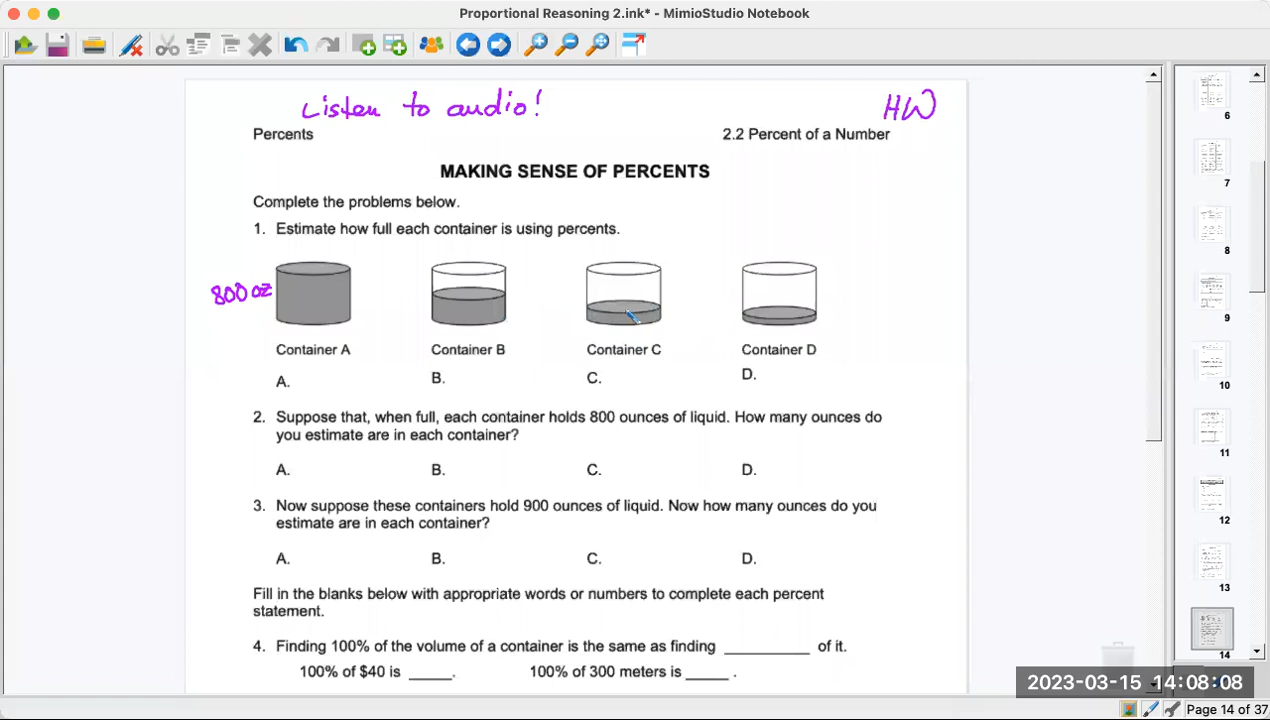 Proportional Reasoning 2.ink* - MimioStudio Notebook
Listen to audio! HW
Percents 2.2 Percent of a Number
MAKING SENSE OF PERCENTS
Complete the problems below.
1. Estimate how full each container is using percents.
800 oz
Container A Container B Container C Container D
A. B. C. D.
2. Suppose that, when full, each container holds 800 ounces of liquid. How many ounces do
you estimate are in each container?
A. B. C. D.
3. Now suppose these containers hold 900 ounces of liquid. Now how many ounces do you
estimate are in each container?
A. B. C. D.
Fill in the blanks below with appropriate words or numbers to complete each percent
statement.
4. Finding 100% of the volume of a container is the same as finding __________ of it.
100% of $40 is _____. 100% of 300 meters is _____ .
6
7
8
9
10
11
12
13
14
2023-03-15 14:08:08
Page 14 of 37